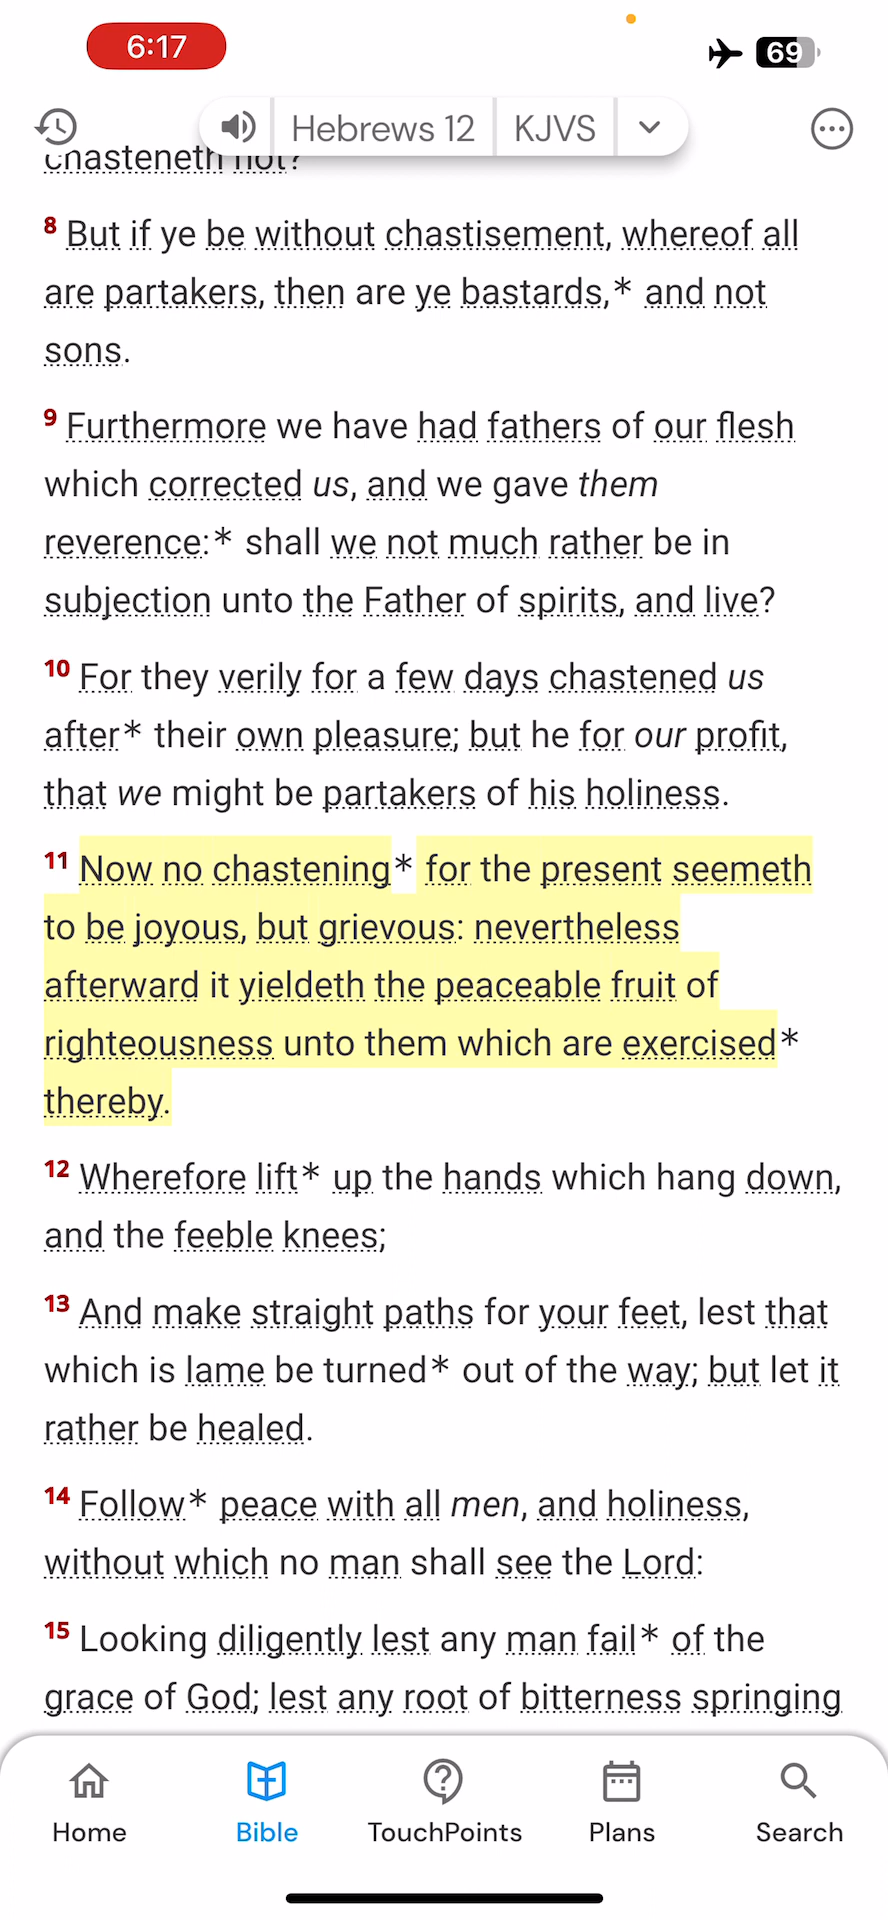 6:17
69
Hebrews 12 KJVS
chasteneth not?
8 But if ye be without chastisement, whereof all
are partakers, then are ye bastards,* and not
sons.
9 Furthermore we have had fathers of our flesh
which corrected us, and we gave them
reverence:* shall we not much rather be in
subjection unto the Father of spirits, and live?
10 For they verily for a few days chastened us
after* their own pleasure; but he for our profit,
that we might be partakers of his holiness.
11 Now no chastening* for the present seemeth
to be joyous, but grievous: nevertheless
afterward it yieldeth the peaceable fruit of
righteousness unto them which are exercised*
thereby.
12 Wherefore lift* up the hands which hang down,
and the feeble knees;
13 And make straight paths for your feet, lest that
which is lame be turned* out of the way; but let it
rather be healed.
14 Follow* peace with all men, and holiness,
without which no man shall see the Lord:
15 Looking diligently lest any man fail* of the
grace of God; lest any root of bitterness springing
Home Bible TouchPoints Plans Search